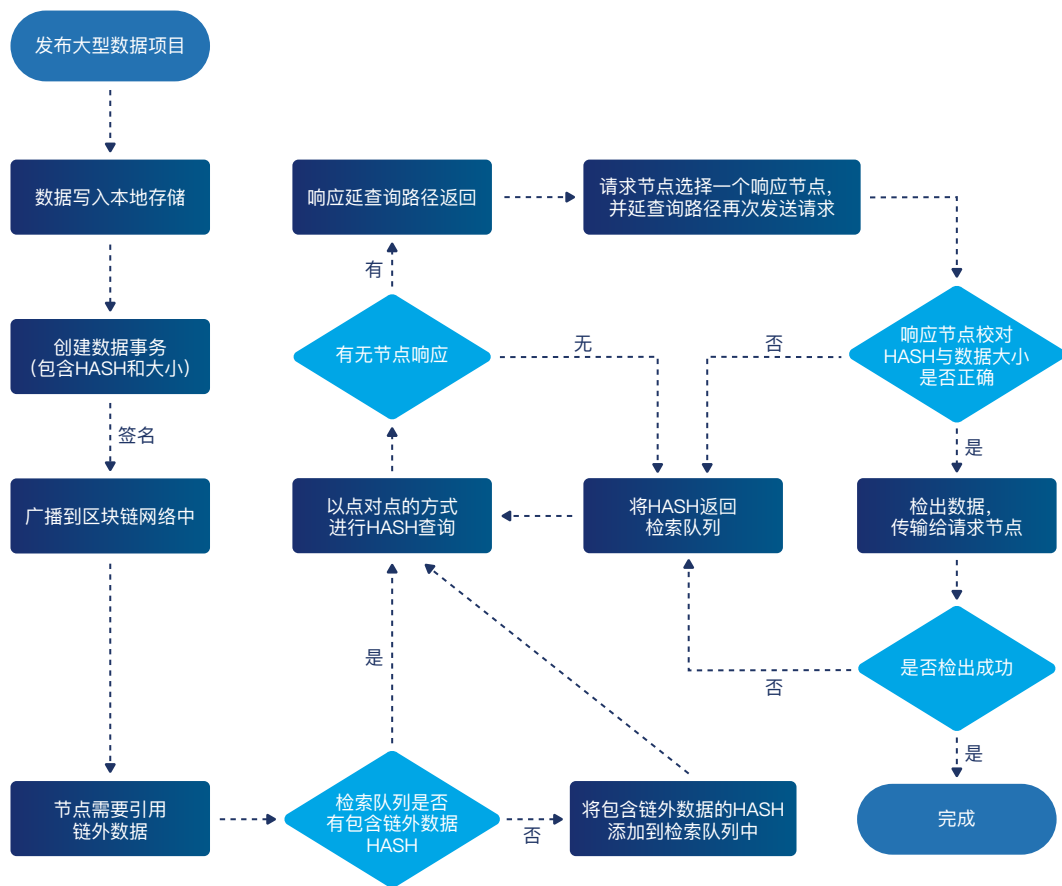 发布大型数据项目
数据写入本地存储
创建数据事务
(包含HASH和大小)
签名
广播到区块链网络中
节点需要引用
链外数据
检索队列是否
有包含链外数据
HASH
是
否
将包含链外数据的HASH
添加到检索队列中
以点对点的方式
进行HASH查询
有无节点响应
有
无
响应延查询路径返回
请求节点选择一个响应节点，
并延查询路径再次发送请求
响应节点校对
HASH与数据大小
是否正确
否
是
将HASH返回
检索队列
检出数据，
传输给请求节点
是否检出成功
否
是
完成